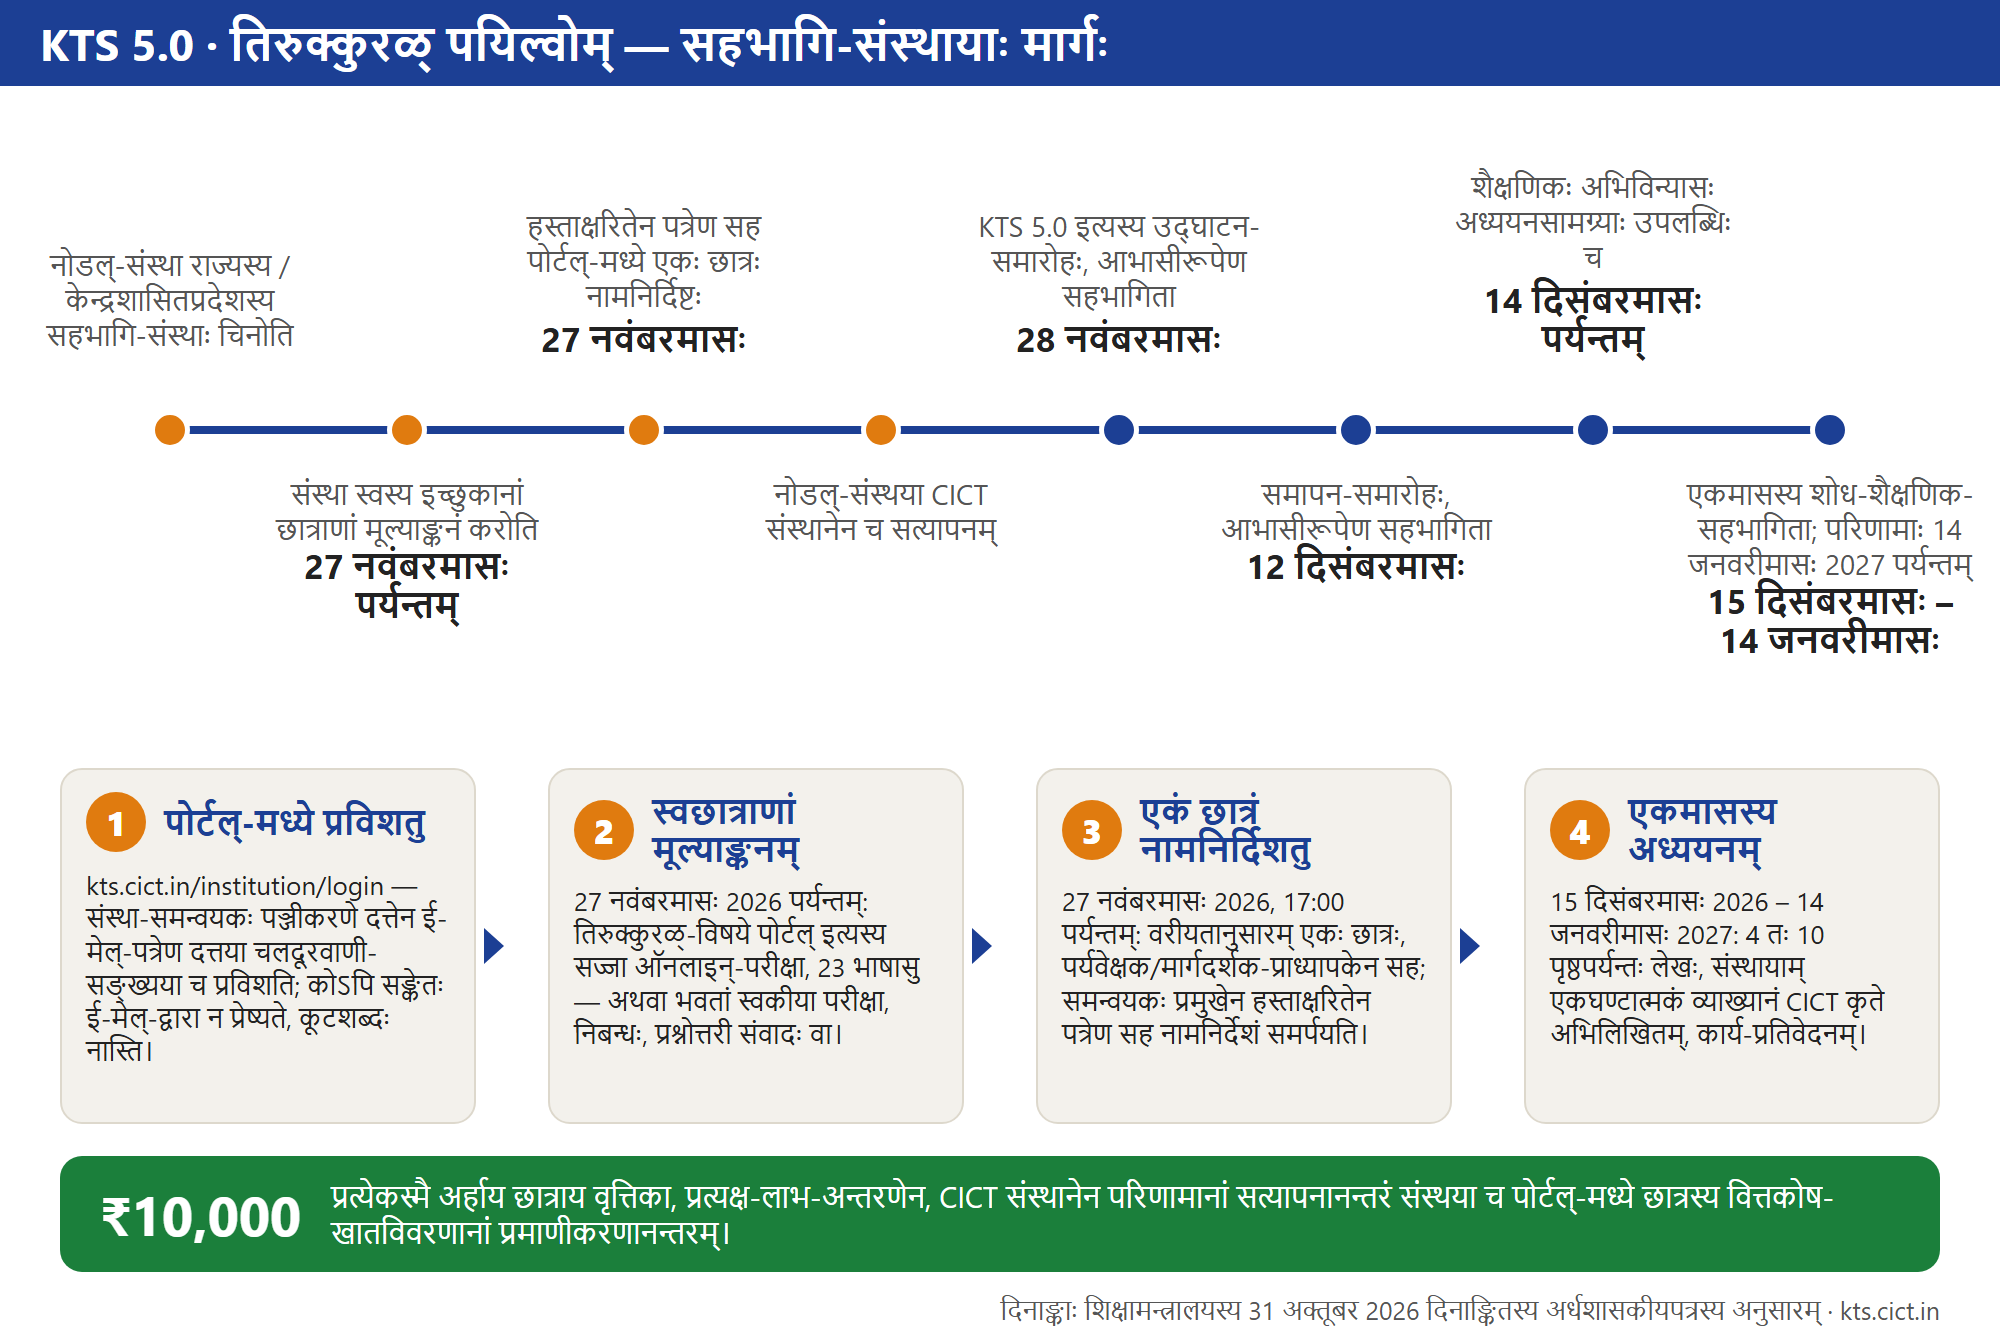 KTS 5.0 · तिरुक्कुरळ् पयिल्वोम् — सहभागि-संस्थायाः मार्गः
नोडल्-संस्था राज्यस्य /
केन्द्रशासितप्रदेशस्य
सहभागि-संस्थाः चिनोति
संस्था स्वस्य इच्छुकानां
छात्राणां मूल्याङ्कनं करोति
27 नवंबरमासः
पर्यन्तम्
हस्ताक्षरितेन पत्रेण सह
पोर्टल्-मध्ये एकः छात्रः
नामनिर्दिष्टः
27 नवंबरमासः
नोडल्-संस्थया CICT
संस्थानेन च सत्यापनम्
KTS 5.0 इत्यस्य उद्घाटन-
समारोहः, आभासीरूपेण
सहभागिता
28 नवंबरमासः
समापन-समारोहः,
आभासीरूपेण सहभागिता
12 दिसंबरमासः
शैक्षणिकः अभिविन्यासः
अध्ययनसामग्र्याः उपलब्धिः
च
14 दिसंबरमासः
पर्यन्तम्
एकमासस्य शोध-शैक्षणिक-
सहभागिता; परिणामाः 14
जनवरीमासः 2027 पर्यन्तम्
15 दिसंबरमासः –
14 जनवरीमासः
1 पोर्टल्-मध्ये प्रविशतु
kts.cict.in/institution/login —
संस्था-समन्वयकः पञ्जीकरणे दत्तेन ई-
मेल्-पत्रेण दत्तया चलदूरवाणी-
सङ्ख्यया च प्रविशति; कोऽपि सङ्केतः
ई-मेल्-द्वारा न प्रेष्यते, कूटशब्दः
नास्ति।
2 स्वछात्राणां
मूल्याङ्कनम्
27 नवंबरमासः 2026 पर्यन्तम्:
तिरुक्कुरळ्-विषये पोर्टल् इत्यस्य
सज्जा ऑनलाइन्-परीक्षा, 23 भाषासु
— अथवा भवतां स्वकीया परीक्षा,
निबन्धः, प्रश्नोत्तरी संवादः वा।
3 एकं छात्रं
नामनिर्दिशतु
27 नवंबरमासः 2026, 17:00
पर्यन्तम्: वरीयतानुसारम् एकः छात्रः,
पर्यवेक्षक/मार्गदर्शक-प्राध्यापकेन सह;
समन्वयकः प्रमुखेन हस्ताक्षरितेन
पत्रेण सह नामनिर्देशं समर्पयति।
4 एकमासस्य
अध्ययनम्
15 दिसंबरमासः 2026 – 14
जनवरीमासः 2027: 4 तः 10
पृष्ठपर्यन्तः लेखः, संस्थायाम्
एकघण्टात्मकं व्याख्यानं CICT कृते
अभिलिखितम्, कार्य-प्रतिवेदनम्।
₹10,000
प्रत्येकस्मै अर्हाय छात्राय वृत्तिका, प्रत्यक्ष-लाभ-अन्तरणेन, CICT संस्थानेन परिणामानां सत्यापनानन्तरं संस्थया च पोर्टल्-मध्ये छात्रस्य वित्तकोष-
खातविवरणानां प्रमाणीकरणानन्तरम्।
दिनाङ्काः शिक्षामन्त्रालयस्य 31 अक्तूबर 2026 दिनाङ्कितस्य अर्धशासकीयपत्रस्य अनुसारम् · kts.cict.in